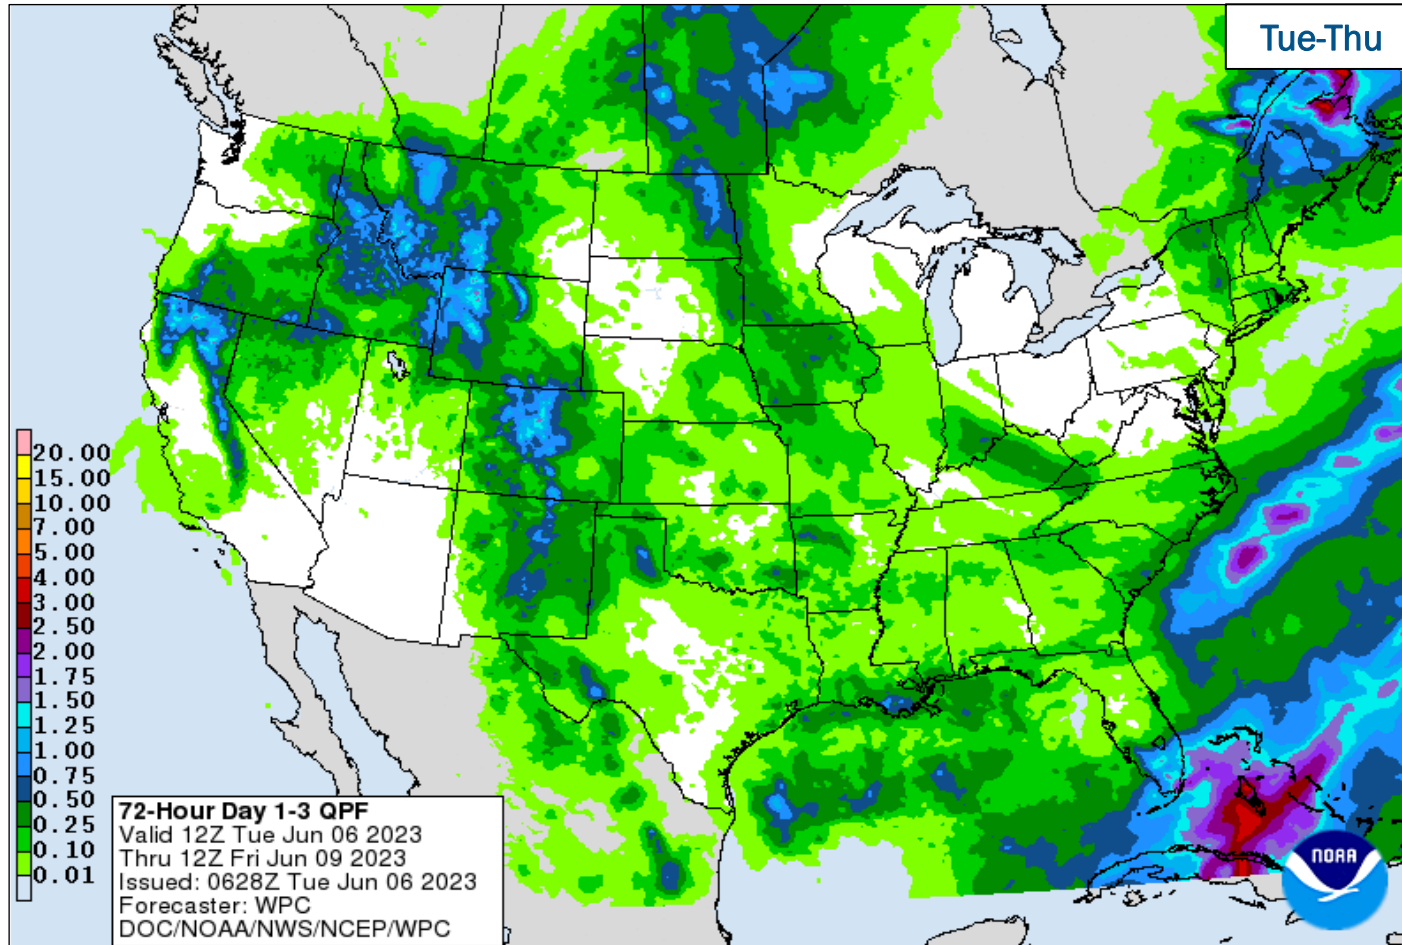 Tue-Thu
20.00
15.00
10.00
7.00
5.00
4.00
3.00
2.50
2.00
1.75
1.50
1.25
1.00
0.75
0.50
0.25
0.10
0.01
72-Hour Day 1-3 QPF
Valid 12Z Tue Jun 06 2023
Thru 12Z Fri Jun 09 2023
Issued: 0628Z Tue Jun 06 2023
Forecaster: WPC
DOC/NOAA/NWS/NCEP/WPC
NOAA